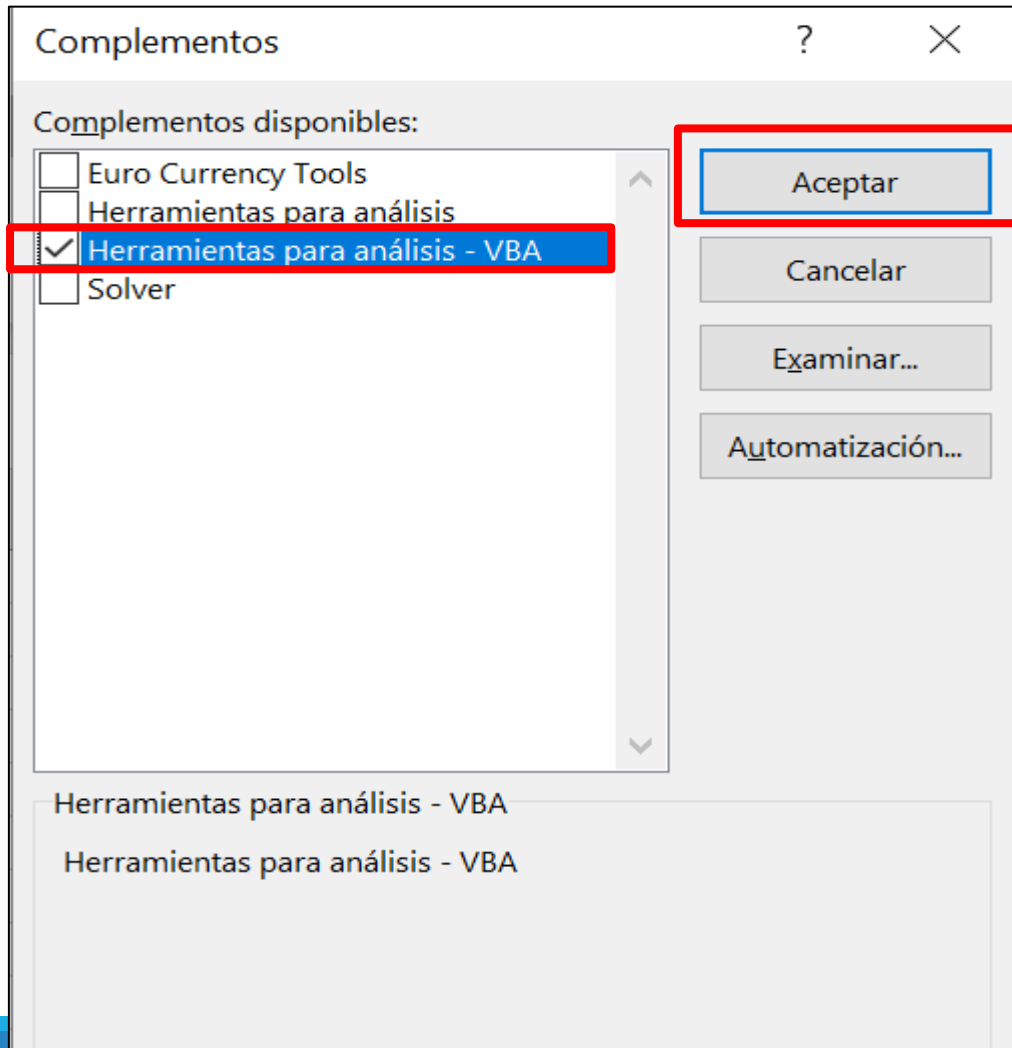 Complementos
?
Complementos disponibles:
Euro Currency Tools
Herramientas para análisis
Herramientas para análisis - VBA
Solver
Aceptar
Cancelar
Examinar...
Automatización...
Herramientas para análisis - VBA
Herramientas para análisis - VBA